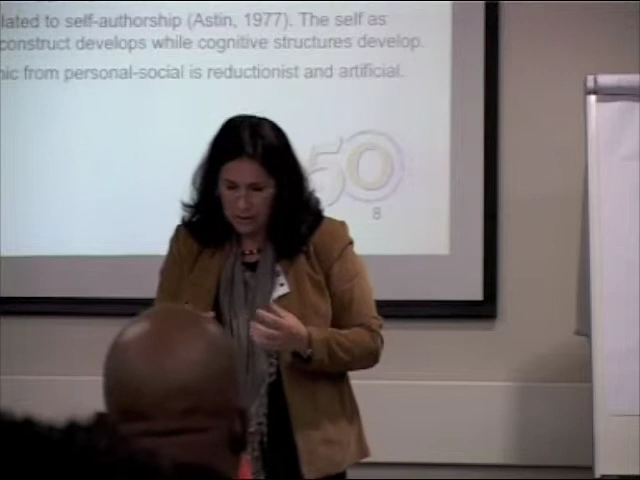 lated to self-authorship (Astin, 1977). The self as
construct develops while cognitive structures develop.
nic from personal-social is reductionist and artificial.
50
8